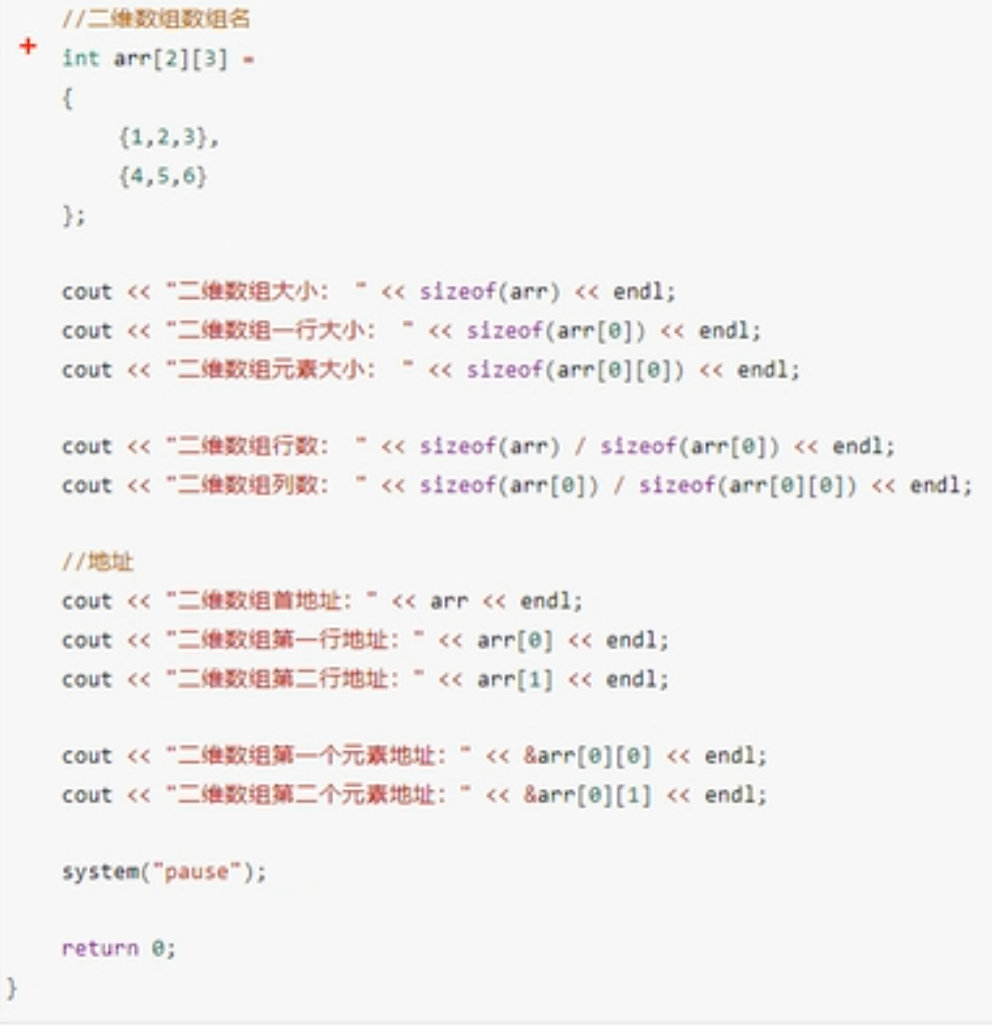 //二维数组数组名
int arr[2][3] =
{
{1,2,3},
{4,5,6}
};
cout << "二维数组大小： " << sizeof(arr) << endl;
cout << "二维数组一行大小： " << sizeof(arr[0]) << endl;
cout << "二维数组元素大小： " << sizeof(arr[0][0]) << endl;
cout << "二维数组行数： " << sizeof(arr) / sizeof(arr[0]) << endl;
cout << "二维数组列数： " << sizeof(arr[0]) / sizeof(arr[0][0]) << endl;
//地址
cout << "二维数组首地址：" << arr << endl;
cout << "二维数组第一行地址：" << arr[0] << endl;
cout << "二维数组第二行地址：" << arr[1] << endl;
cout << "二维数组第一个元素地址：" << &arr[0][0] << endl;
cout << "二维数组第二个元素地址：" << &arr[0][1] << endl;
system("pause");
return 0;
}